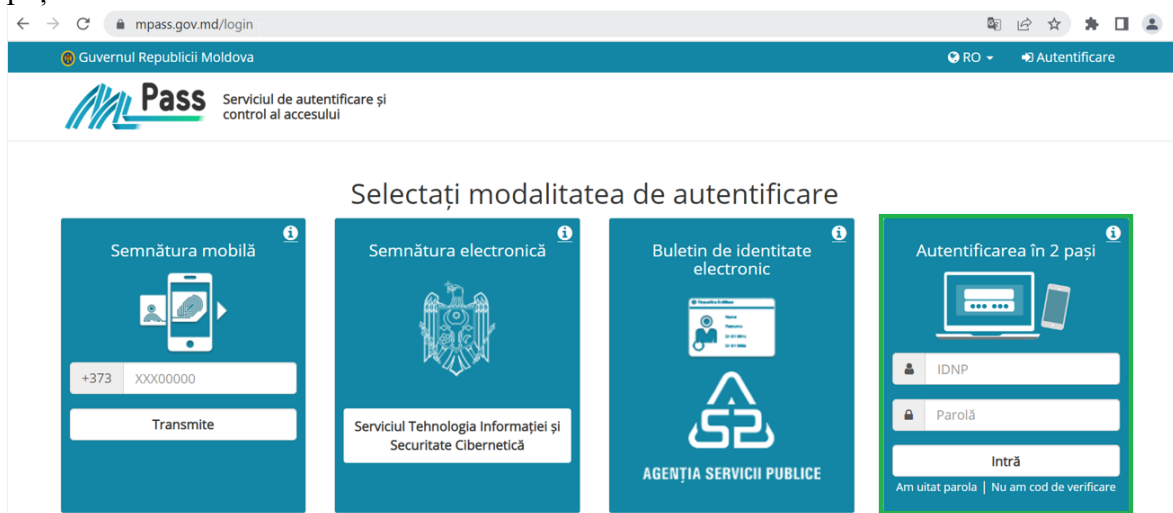 mpass.gov.md/login
Guvernul Republicii Moldova
RO
Autentificare
Pass
Serviciul de autentificare și
control al accesului
Selectați modalitatea de autentificare
Semnătura mobilă
+373 XXX00000
Transmite
Semnătura electronică
Serviciul Tehnologia Informației și
Securitate Cibernetică
Buletin de identitate
electronic
AGENȚIA SERVICII PUBLICE
Autentificarea în 2 pași
IDNP
Parolă
Intră
Am uitat parola | Nu am cod de verificare